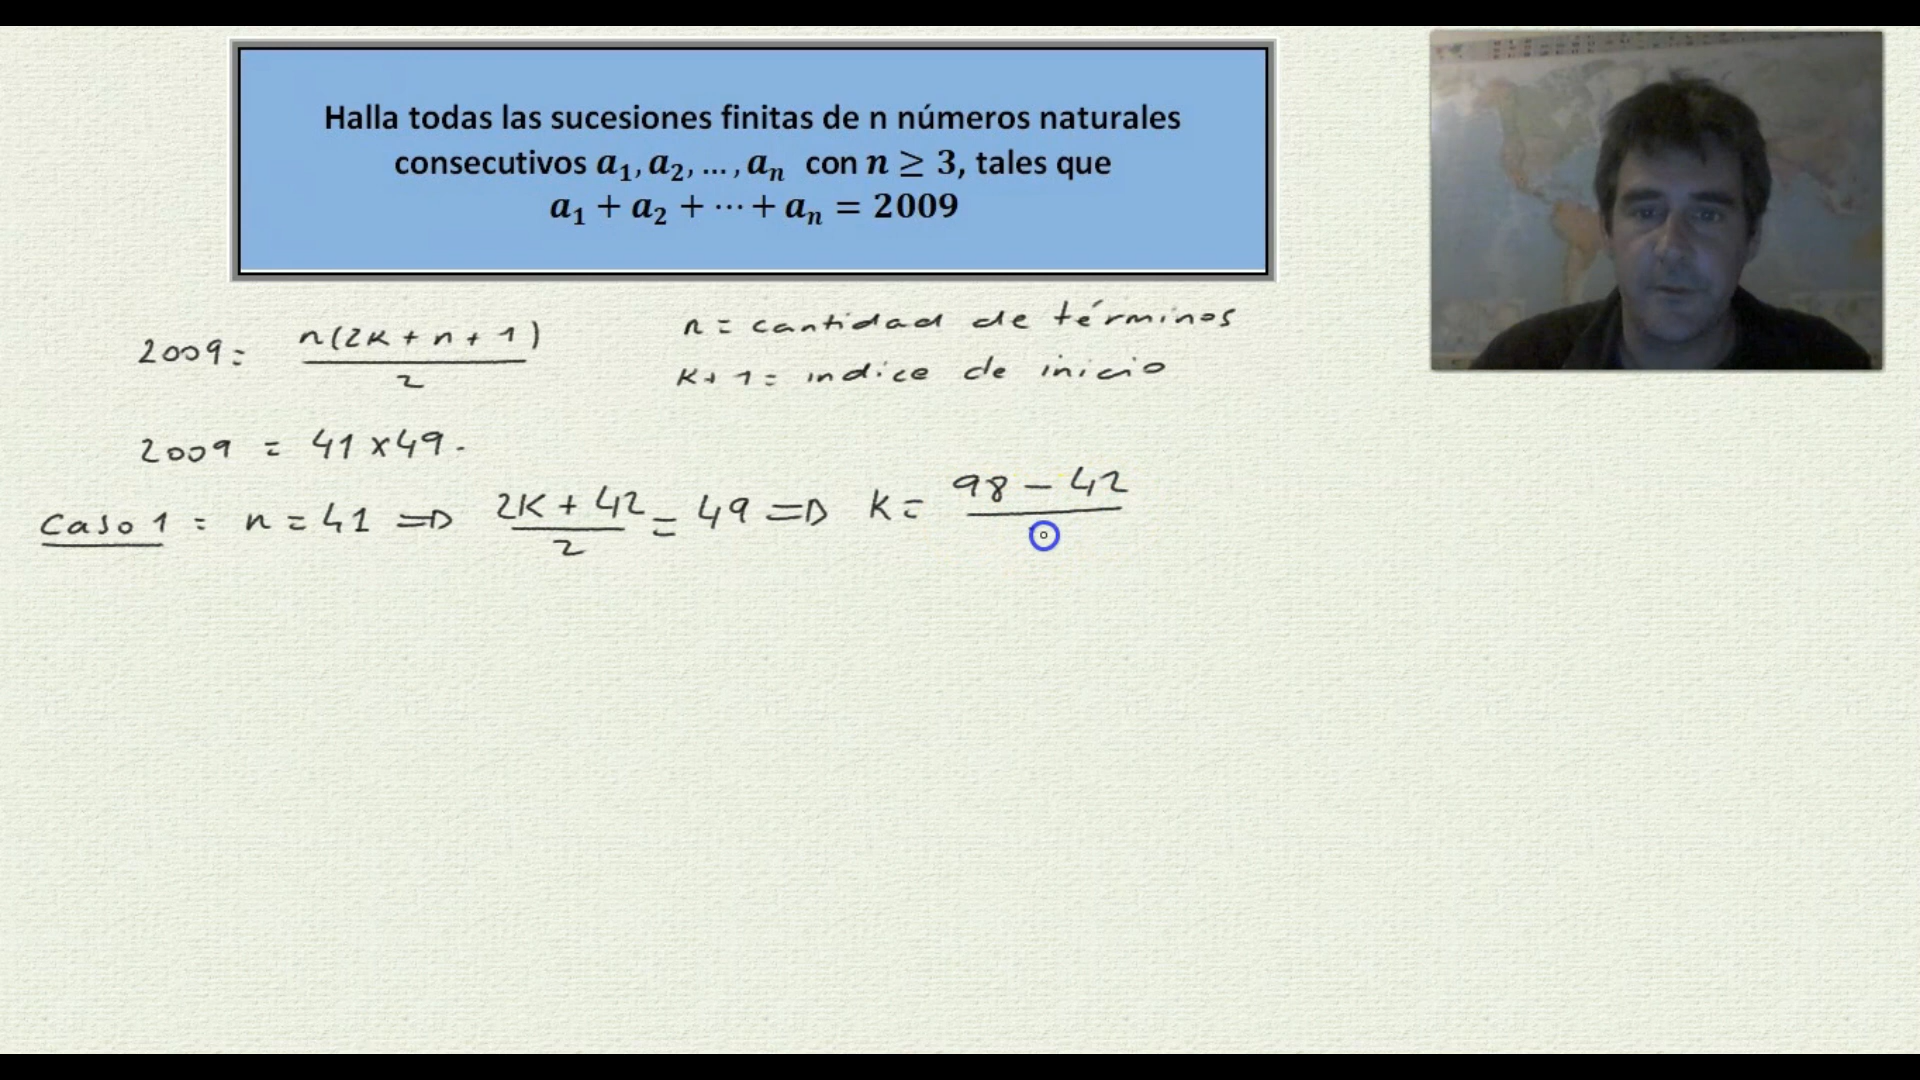 Halla todas las sucesiones finitas de n números naturales
consecutivos a₁, a₂, ..., aₙ con n ≥ 3, tales que
a₁ + a₂ + ⋯ + aₙ = 2009
2009 = n(2k + n + 1) / 2
n = cantidad de términos
k + 1 = indice de inicio
2009 = 41 x 49.
Caso 1 : n = 41 ⇒ (2k + 42) / 2 = 49 ⇒ k = (98 − 42) /